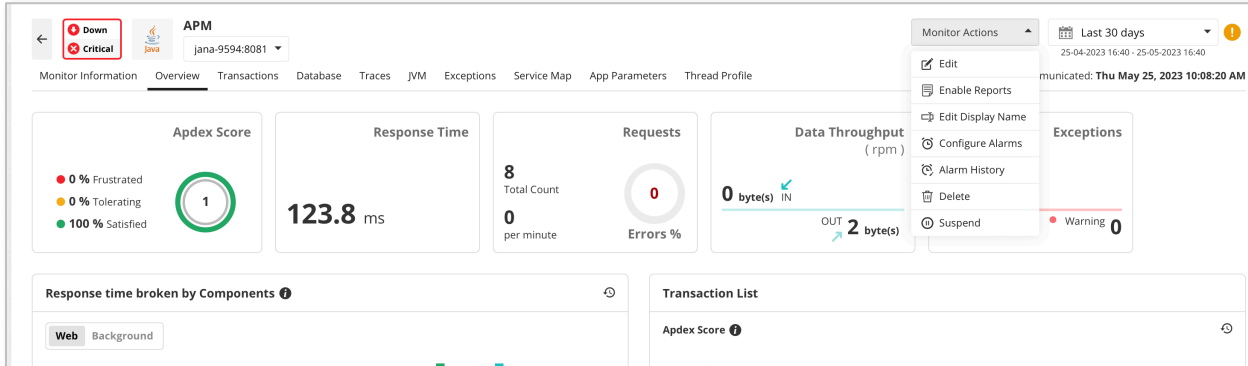 Down
Critical
Java
APM
jana-9594:8081
Monitor Actions
Last 30 days
25-04-2023 16:40 - 25-05-2023 16:40
Monitor Information Overview Transactions Database Traces JVM Exceptions Service Map App Parameters Thread Profile
municated: Thu May 25, 2023 10:08:20 AM
Edit
Enable Reports
Edit Display Name
Configure Alarms
Alarm History
Delete
Suspend
Apdex Score
0 % Frustrated
0 % Tolerating
100 % Satisfied
1
Response Time
123.8 ms
Requests
8
Total Count
0
per minute
0
Errors %
Data Throughput
( rpm )
0 byte(s) IN
OUT 2 byte(s)
Exceptions
Warning 0
Response time broken by Components
Web Background
Transaction List
Apdex Score